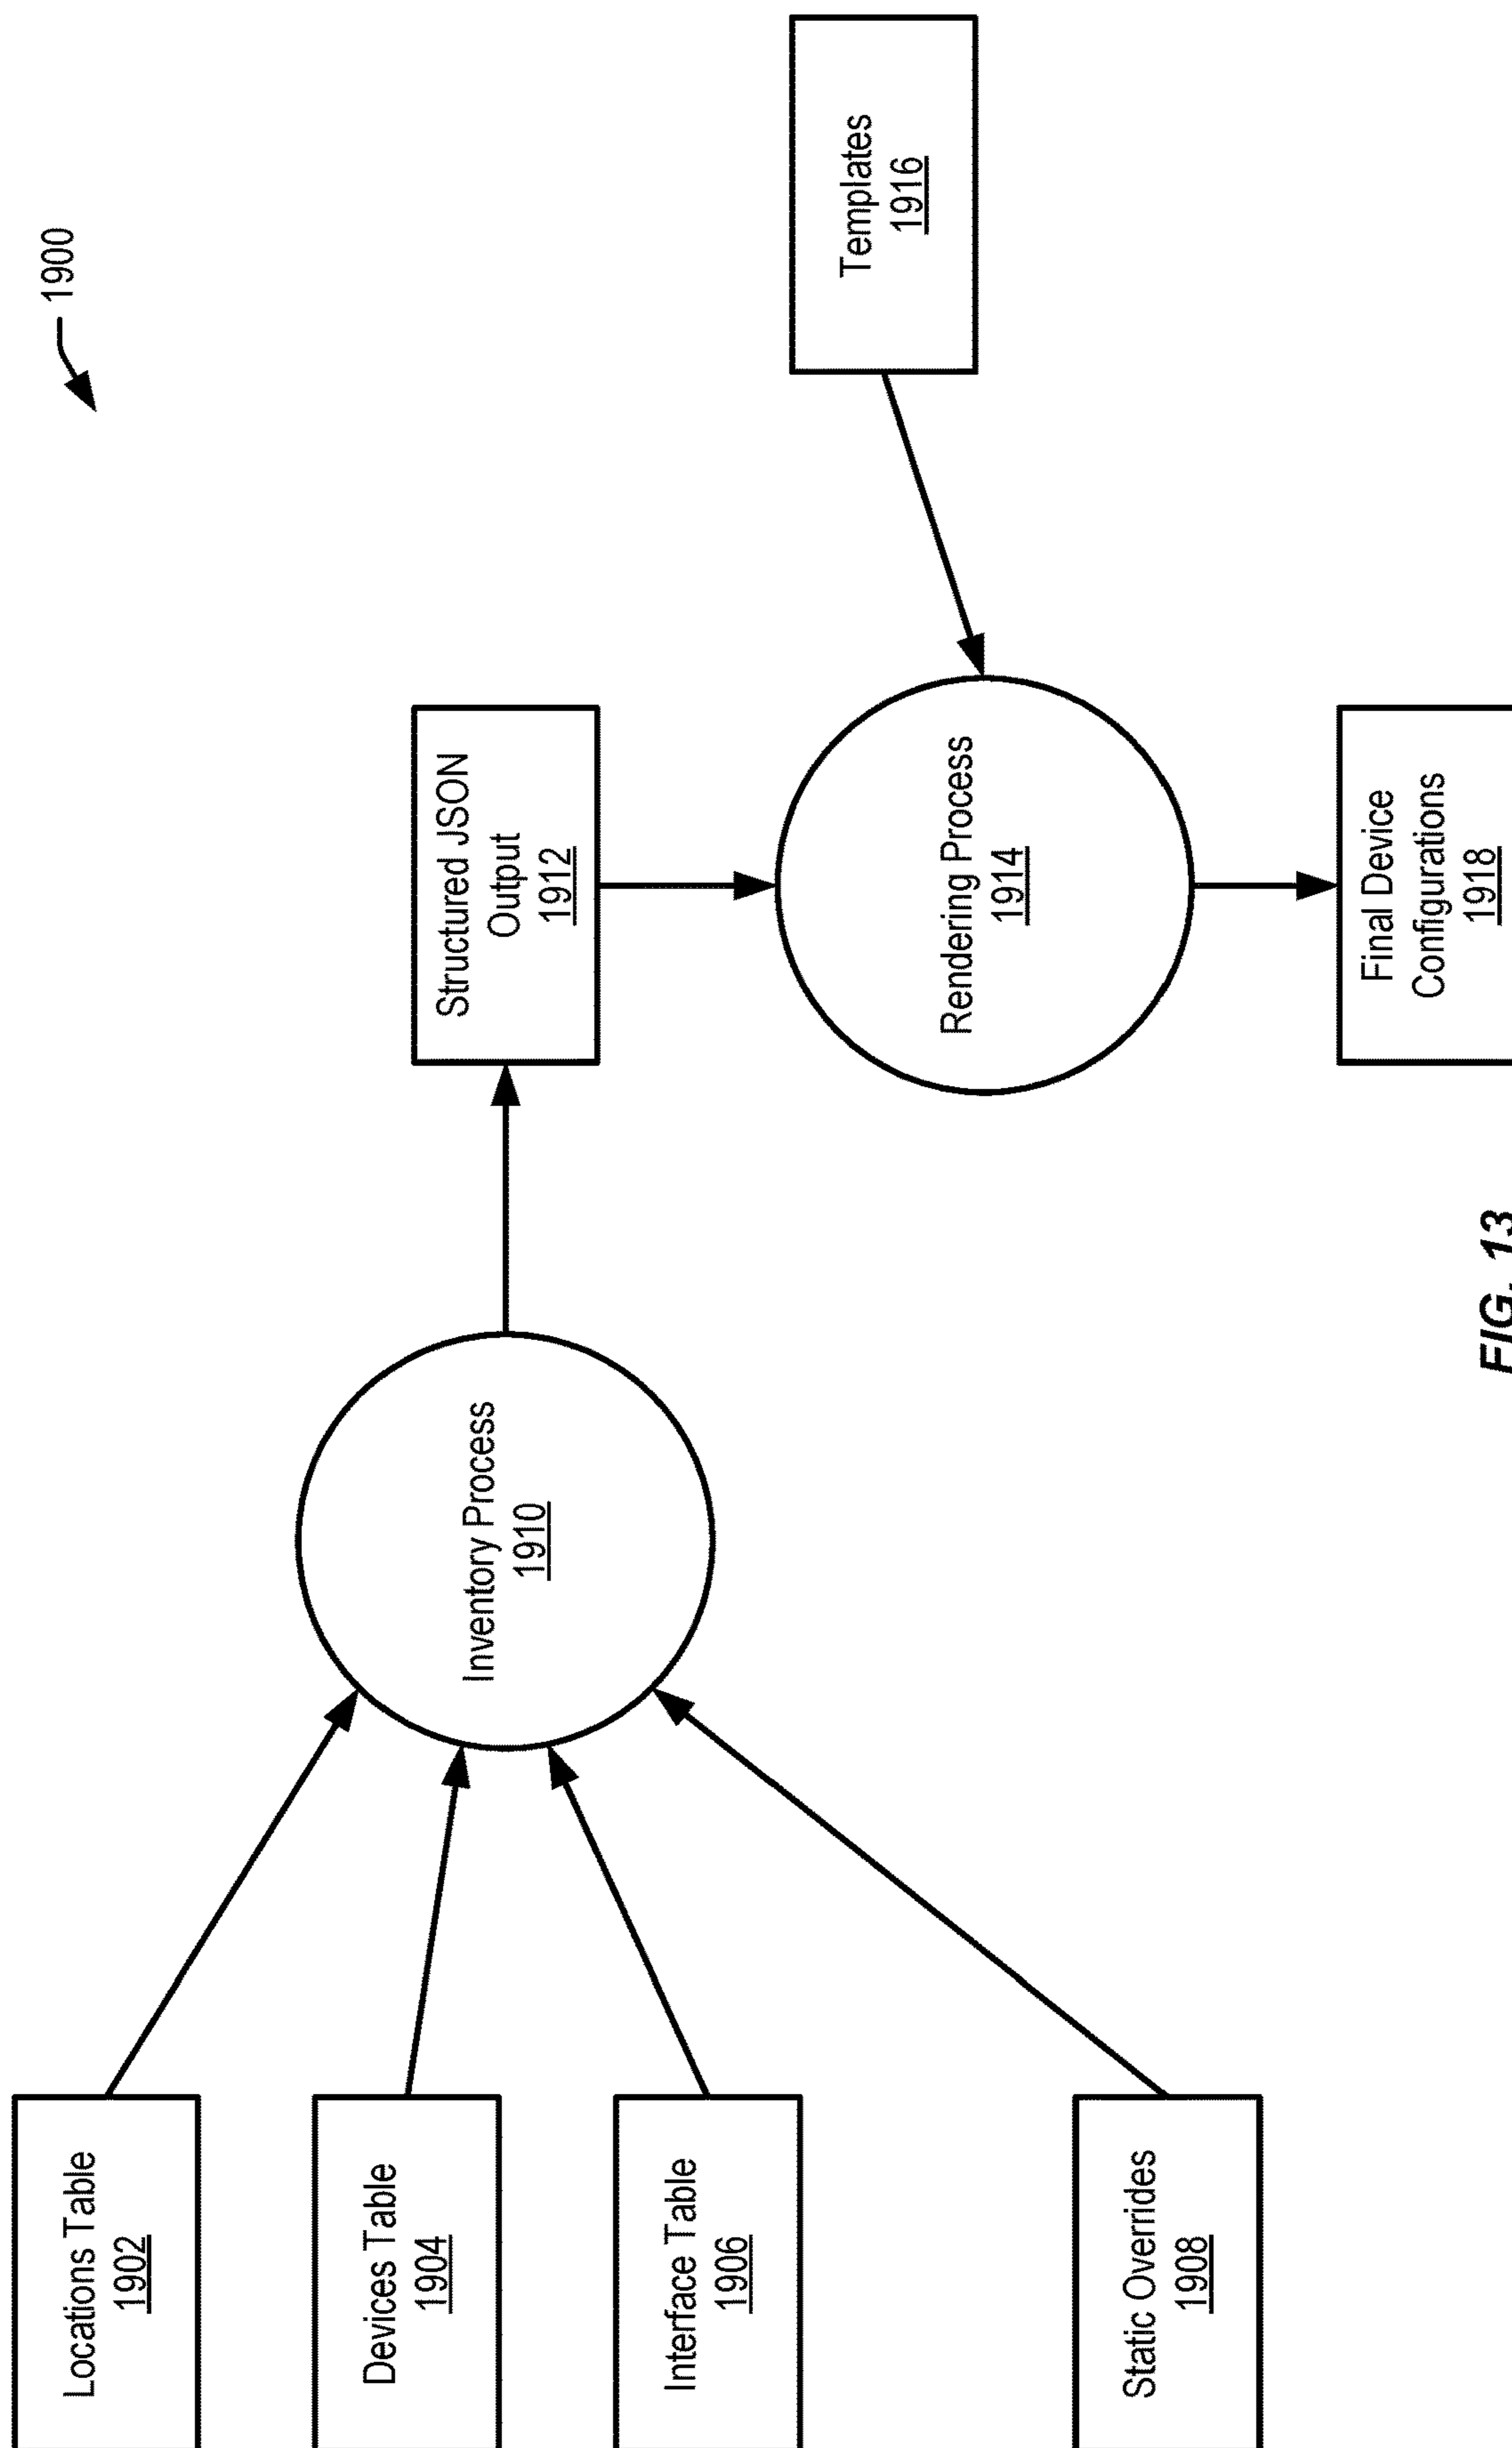 1900
Locations Table
1902
Devices Table
1904
Interface Table
1906
Static Overrides
1908
Inventory Process
1910
Structured JSON
Output
1912
Rendering Process
1914
Templates
1916
Final Device
Configurations
1918
FIG. 13